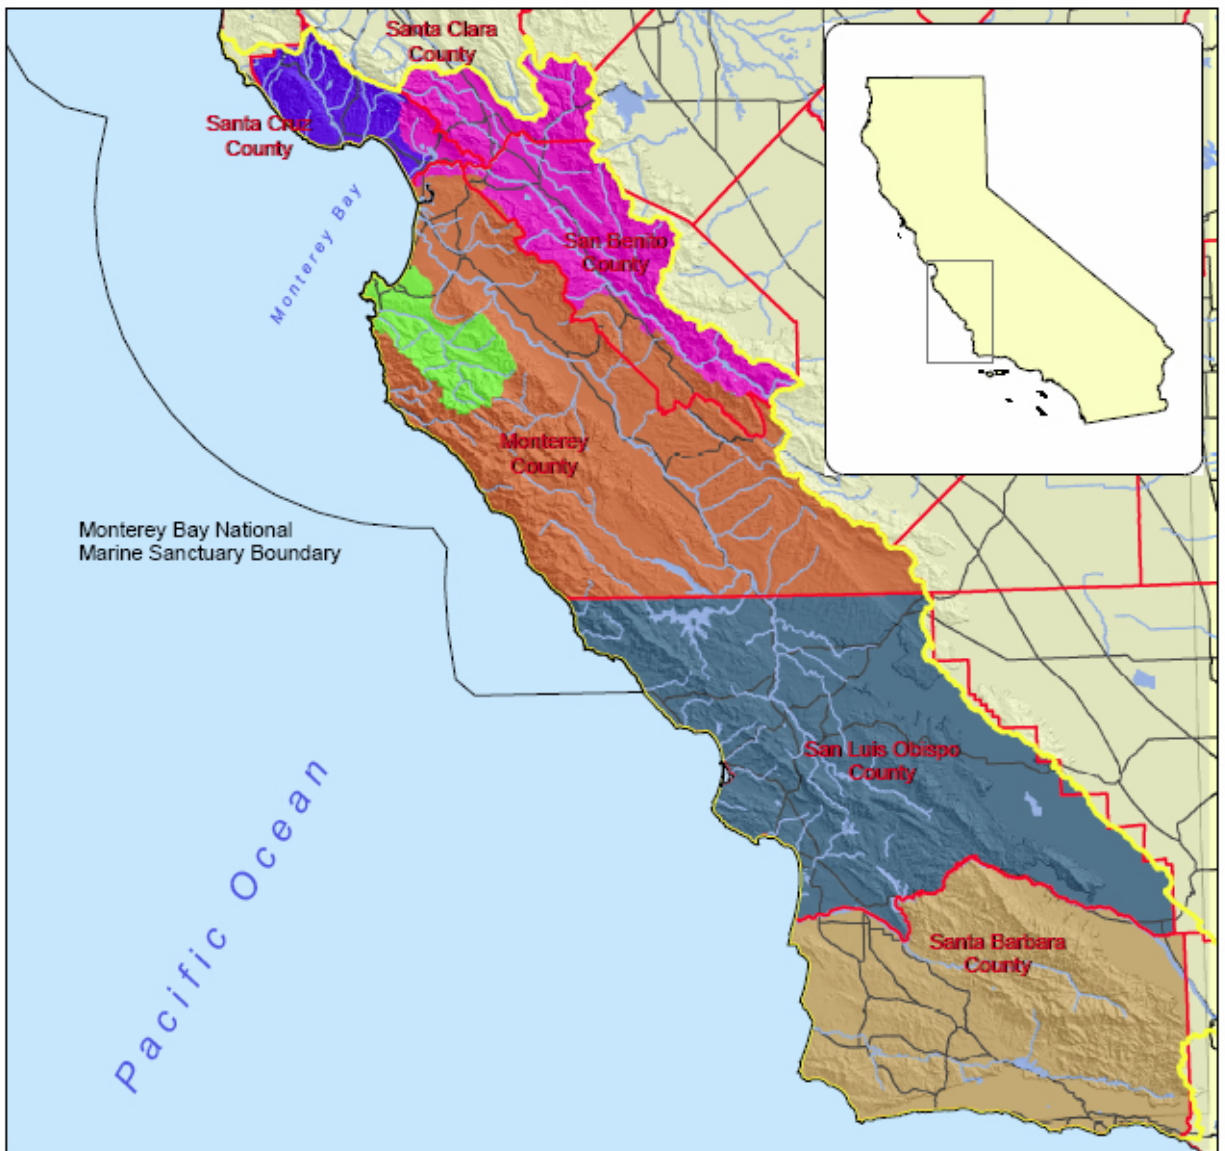 Santa Clara
County
Santa Cruz
County
Monterey Bay
San Benito
County
Monterey
County
Monterey Bay National
Marine Sanctuary Boundary
San Luis Obispo
County
Pacific Ocean
Santa Barbara
County